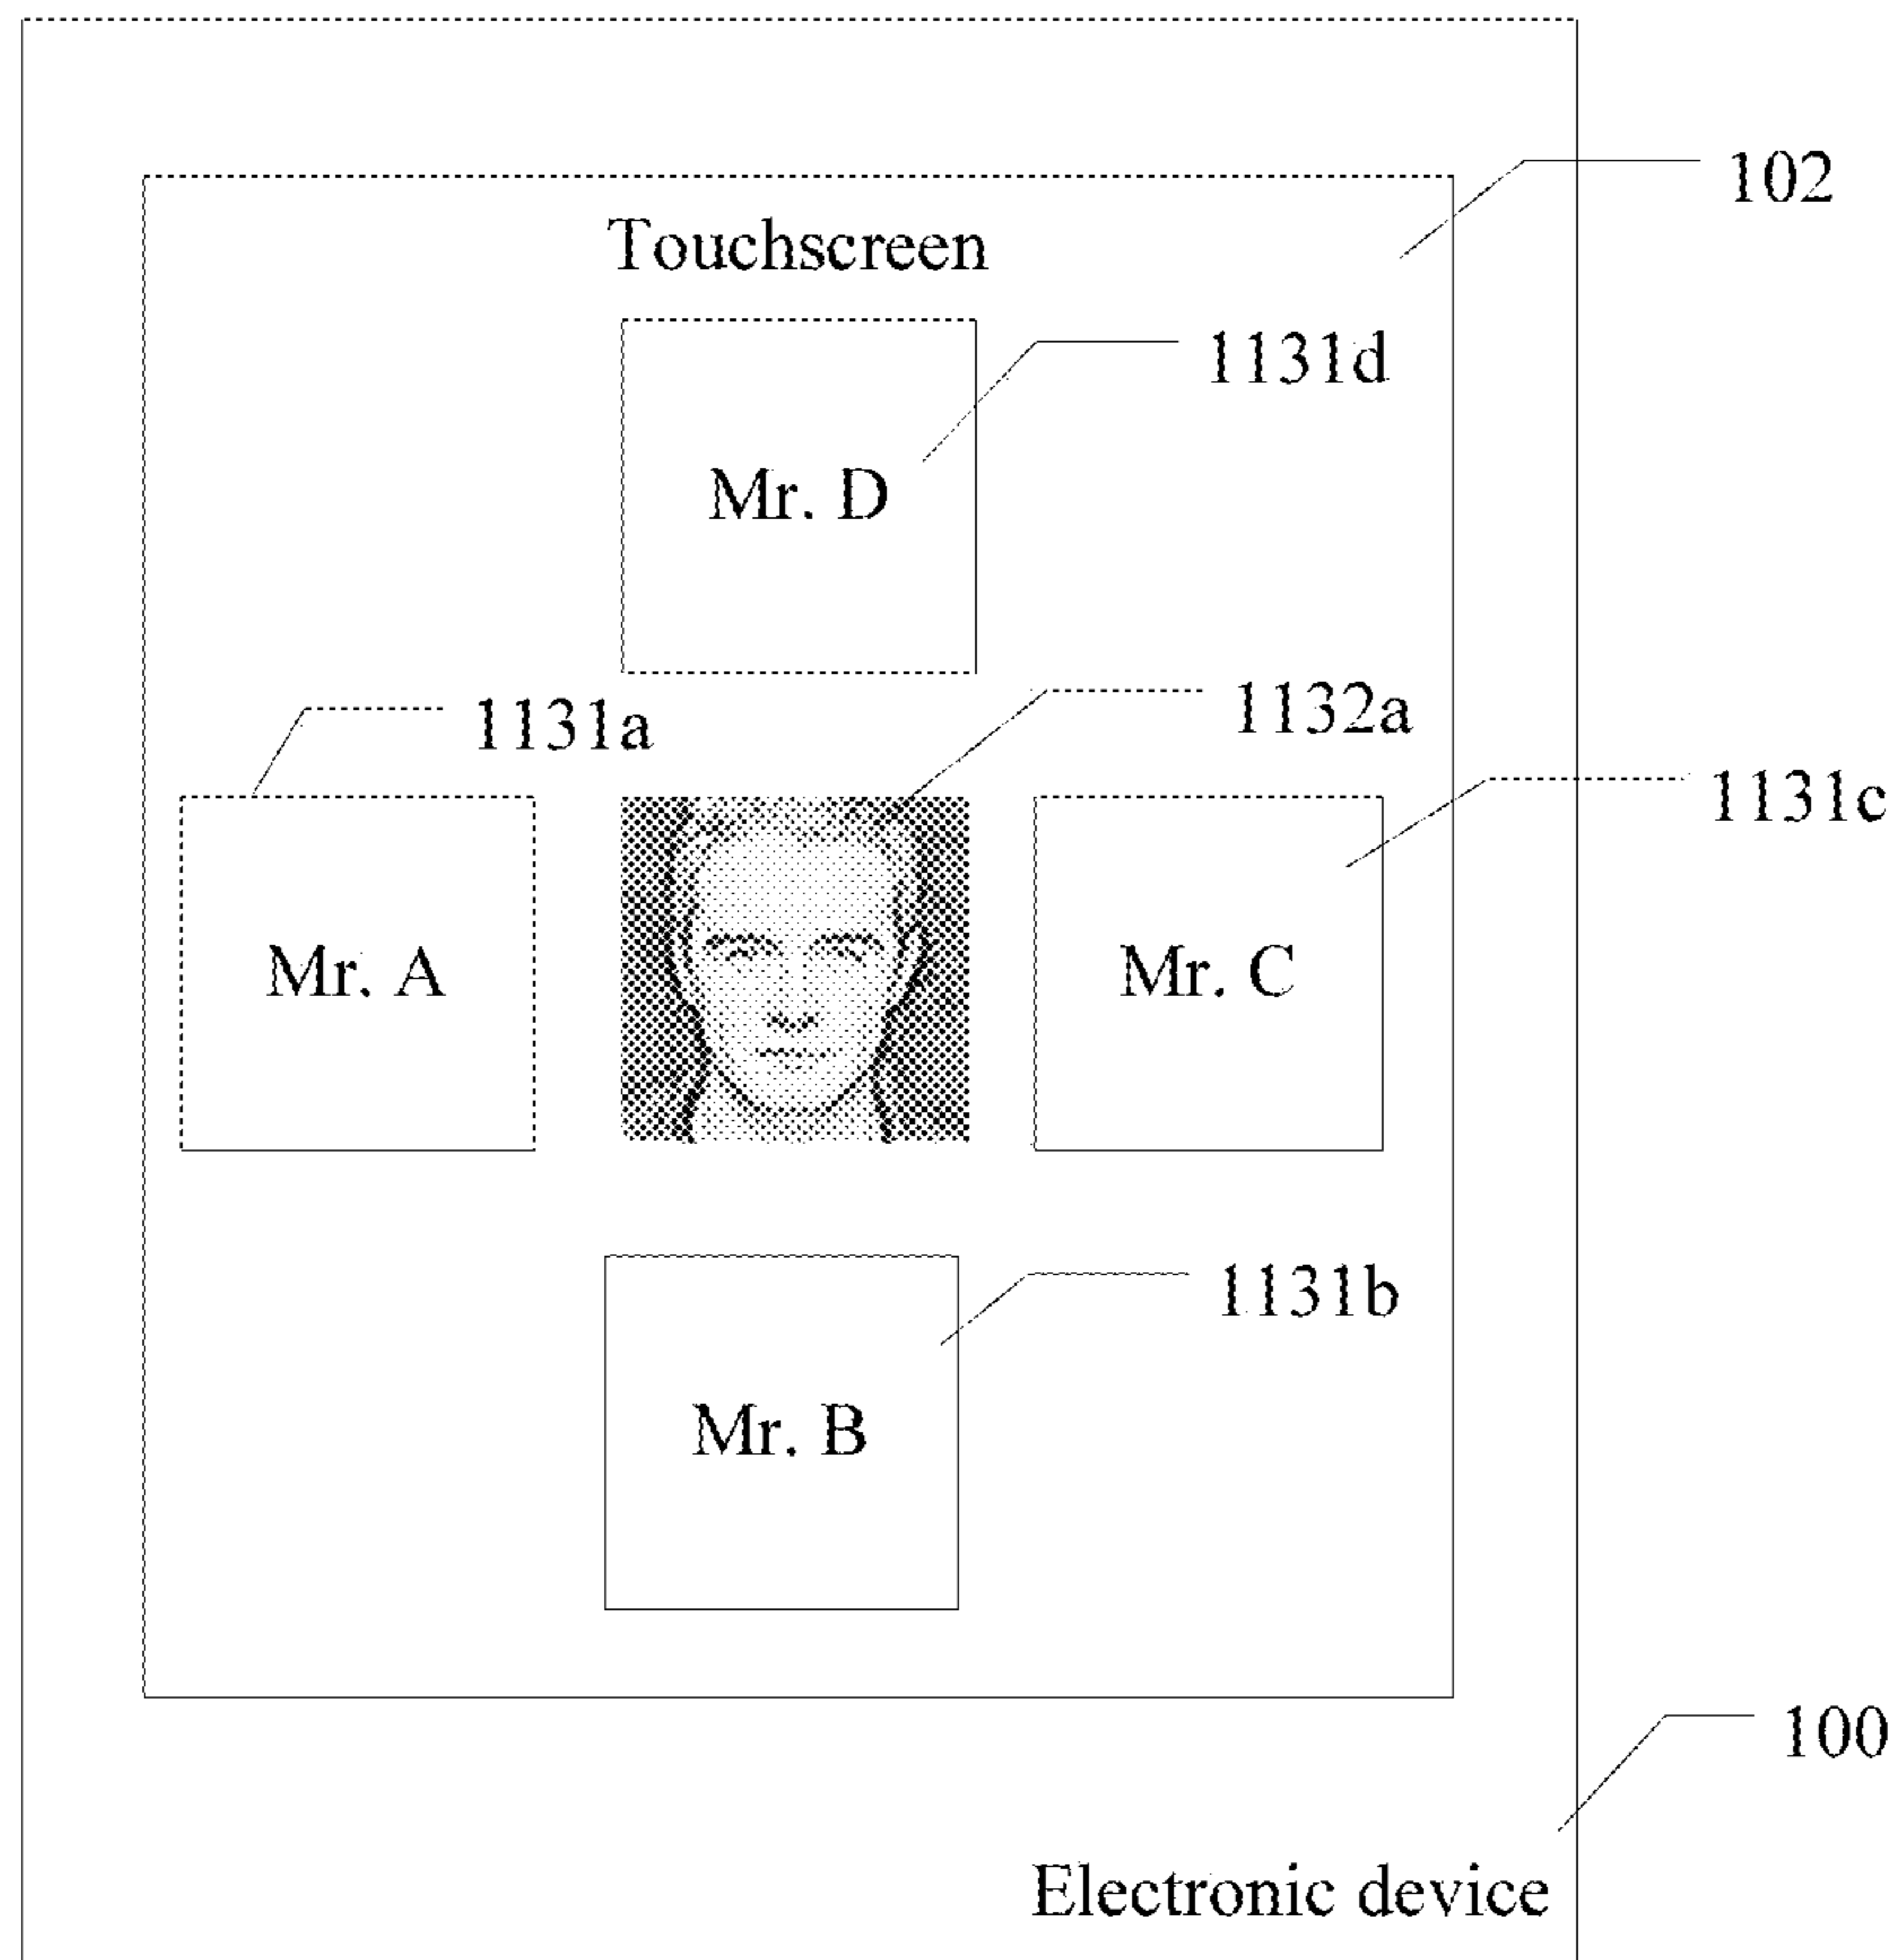 102
Touchscreen
1131d
Mr. D
1132a
1131a
1131c
Mr. A
Mr. C
1131b
Mr. B
100
Electronic device